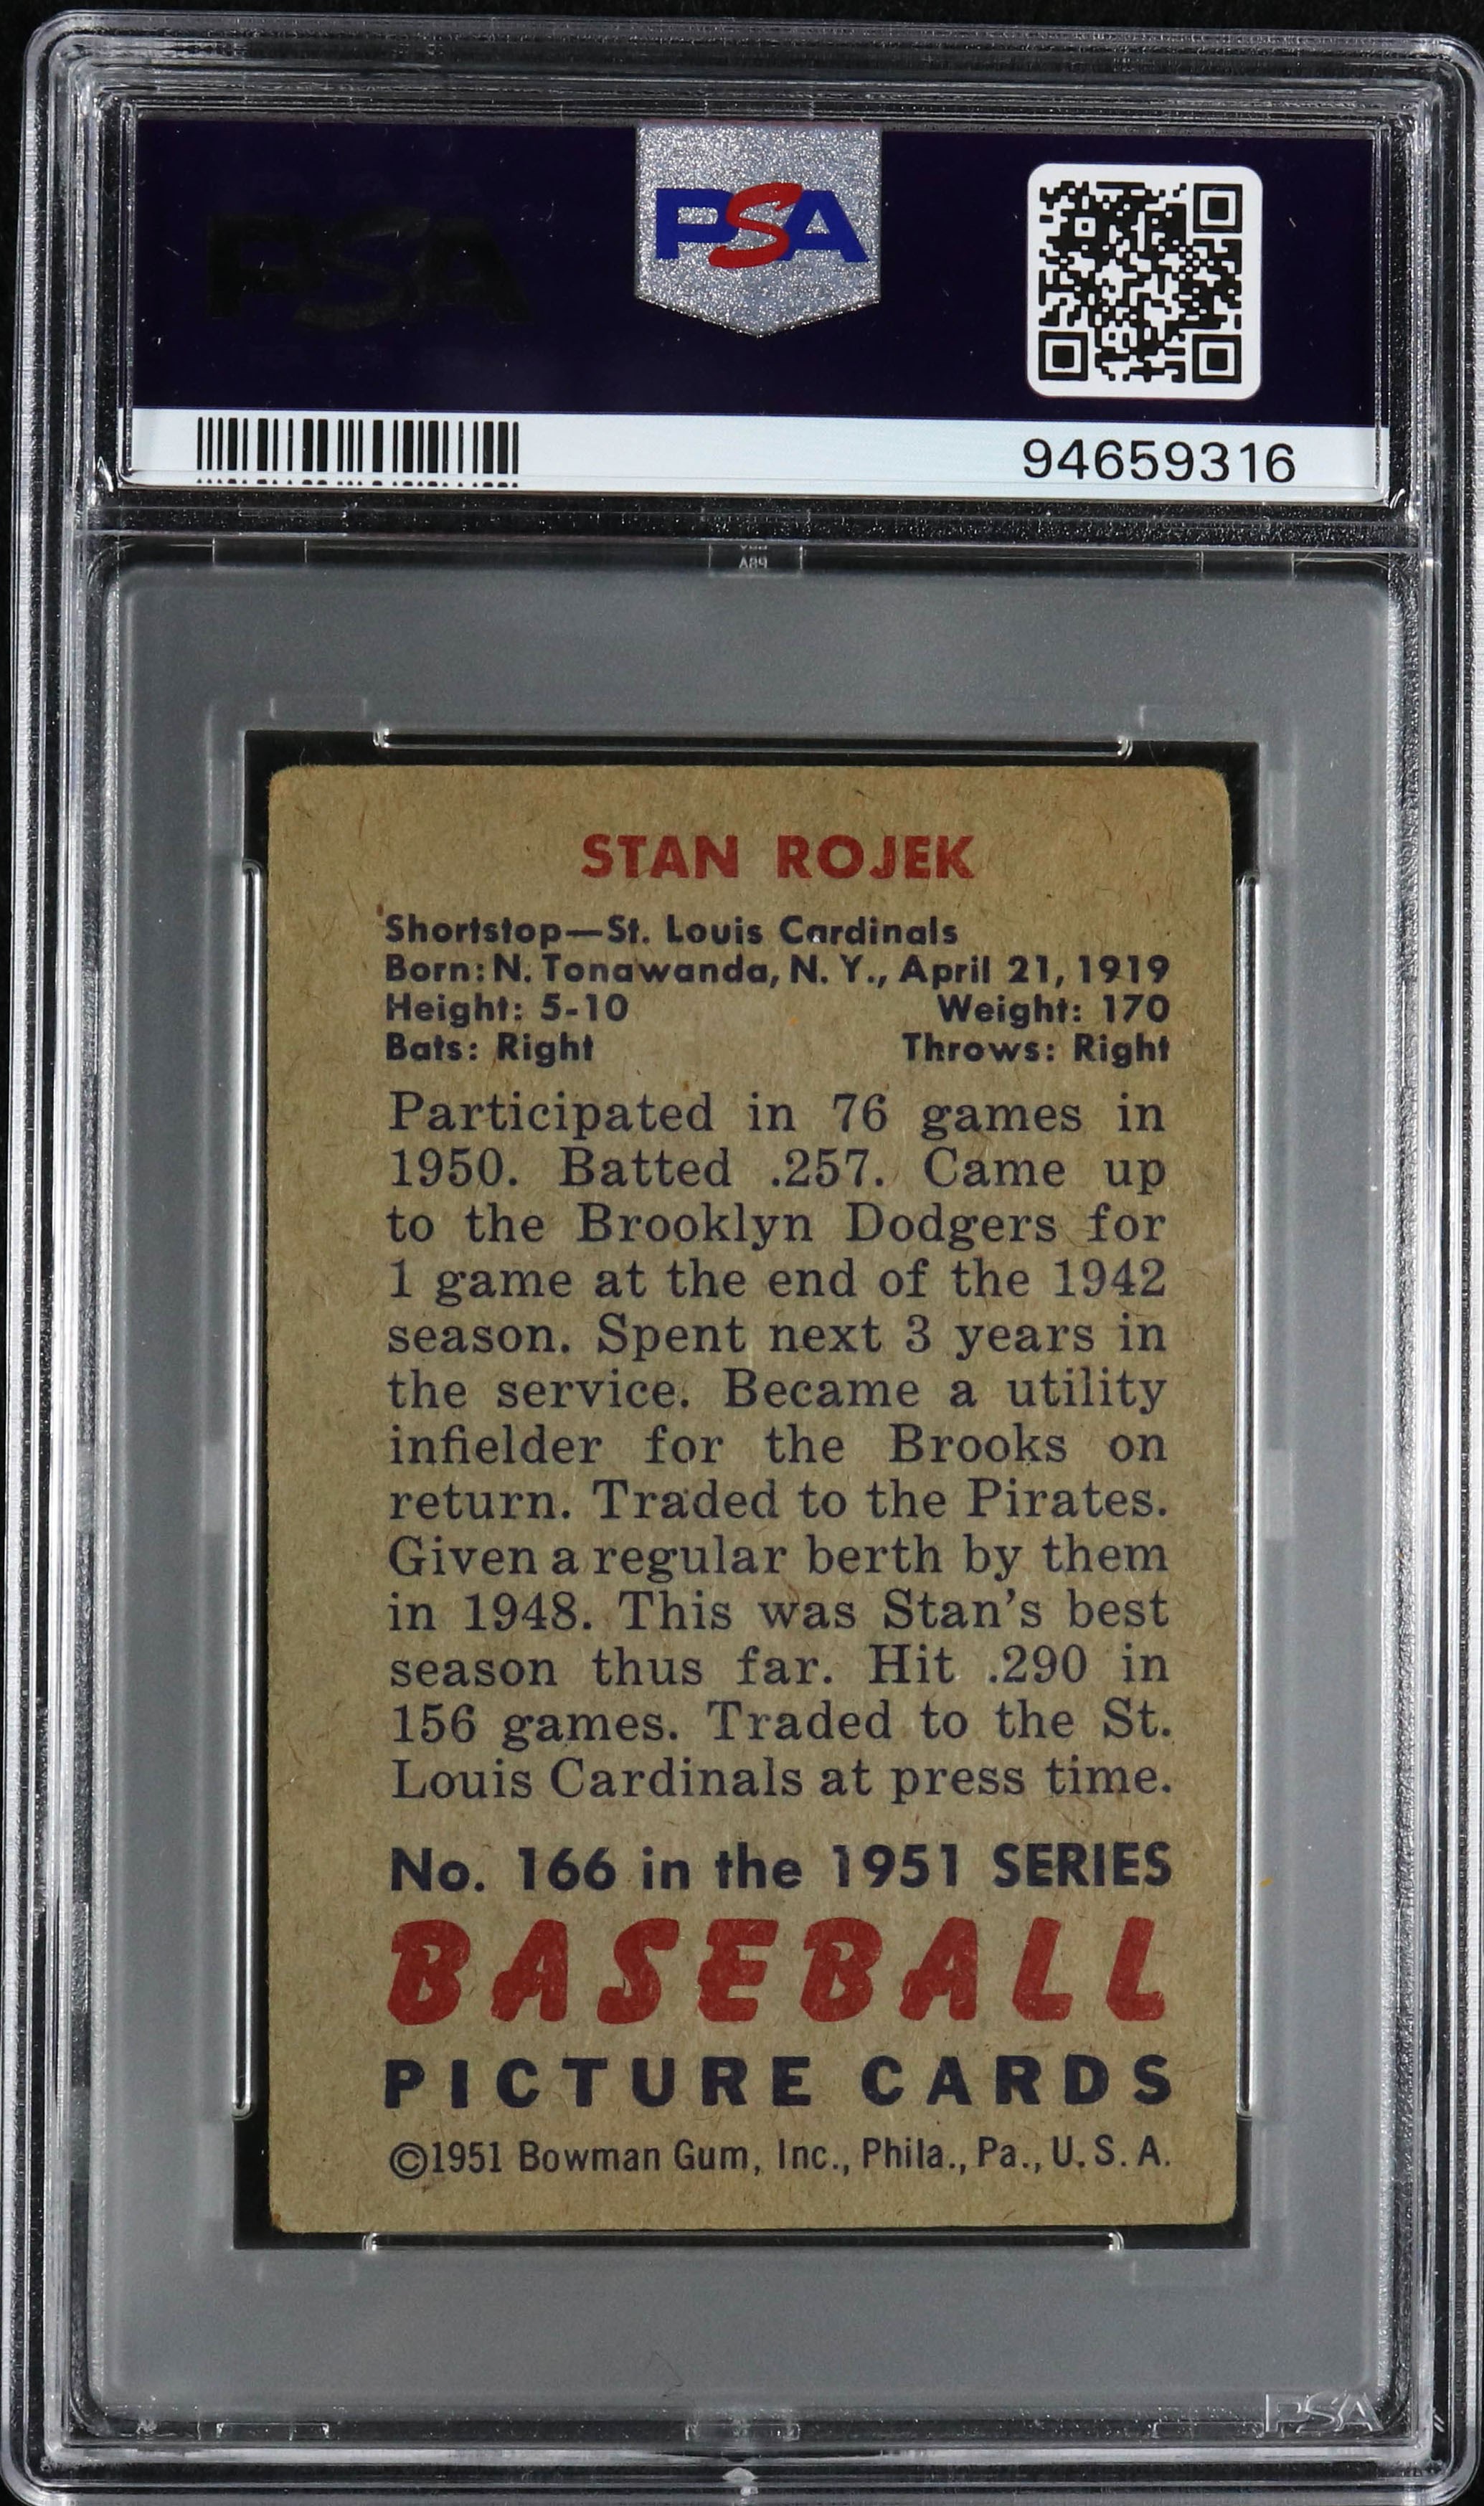 PSA
PSA
94659316
PSA
STAN ROJEK
Shortstop—St. Louis Cardinals
Born: N. Tonawanda, N. Y., April 21, 1919
Height: 5-10 Weight: 170
Bats: Right Throws: Right
Participated in 76 games in
1950. Batted .257. Came up
to the Brooklyn Dodgers for
1 game at the end of the 1942
season. Spent next 3 years in
the service. Became a utility
infielder for the Brooks on
return. Traded to the Pirates.
Given a regular berth by them
in 1948. This was Stan's best
season thus far. Hit .290 in
156 games. Traded to the St.
Louis Cardinals at press time.
No. 166 in the 1951 SERIES
BASEBALL
PICTURE CARDS
©1951 Bowman Gum, Inc., Phila., Pa., U. S. A.
PSA